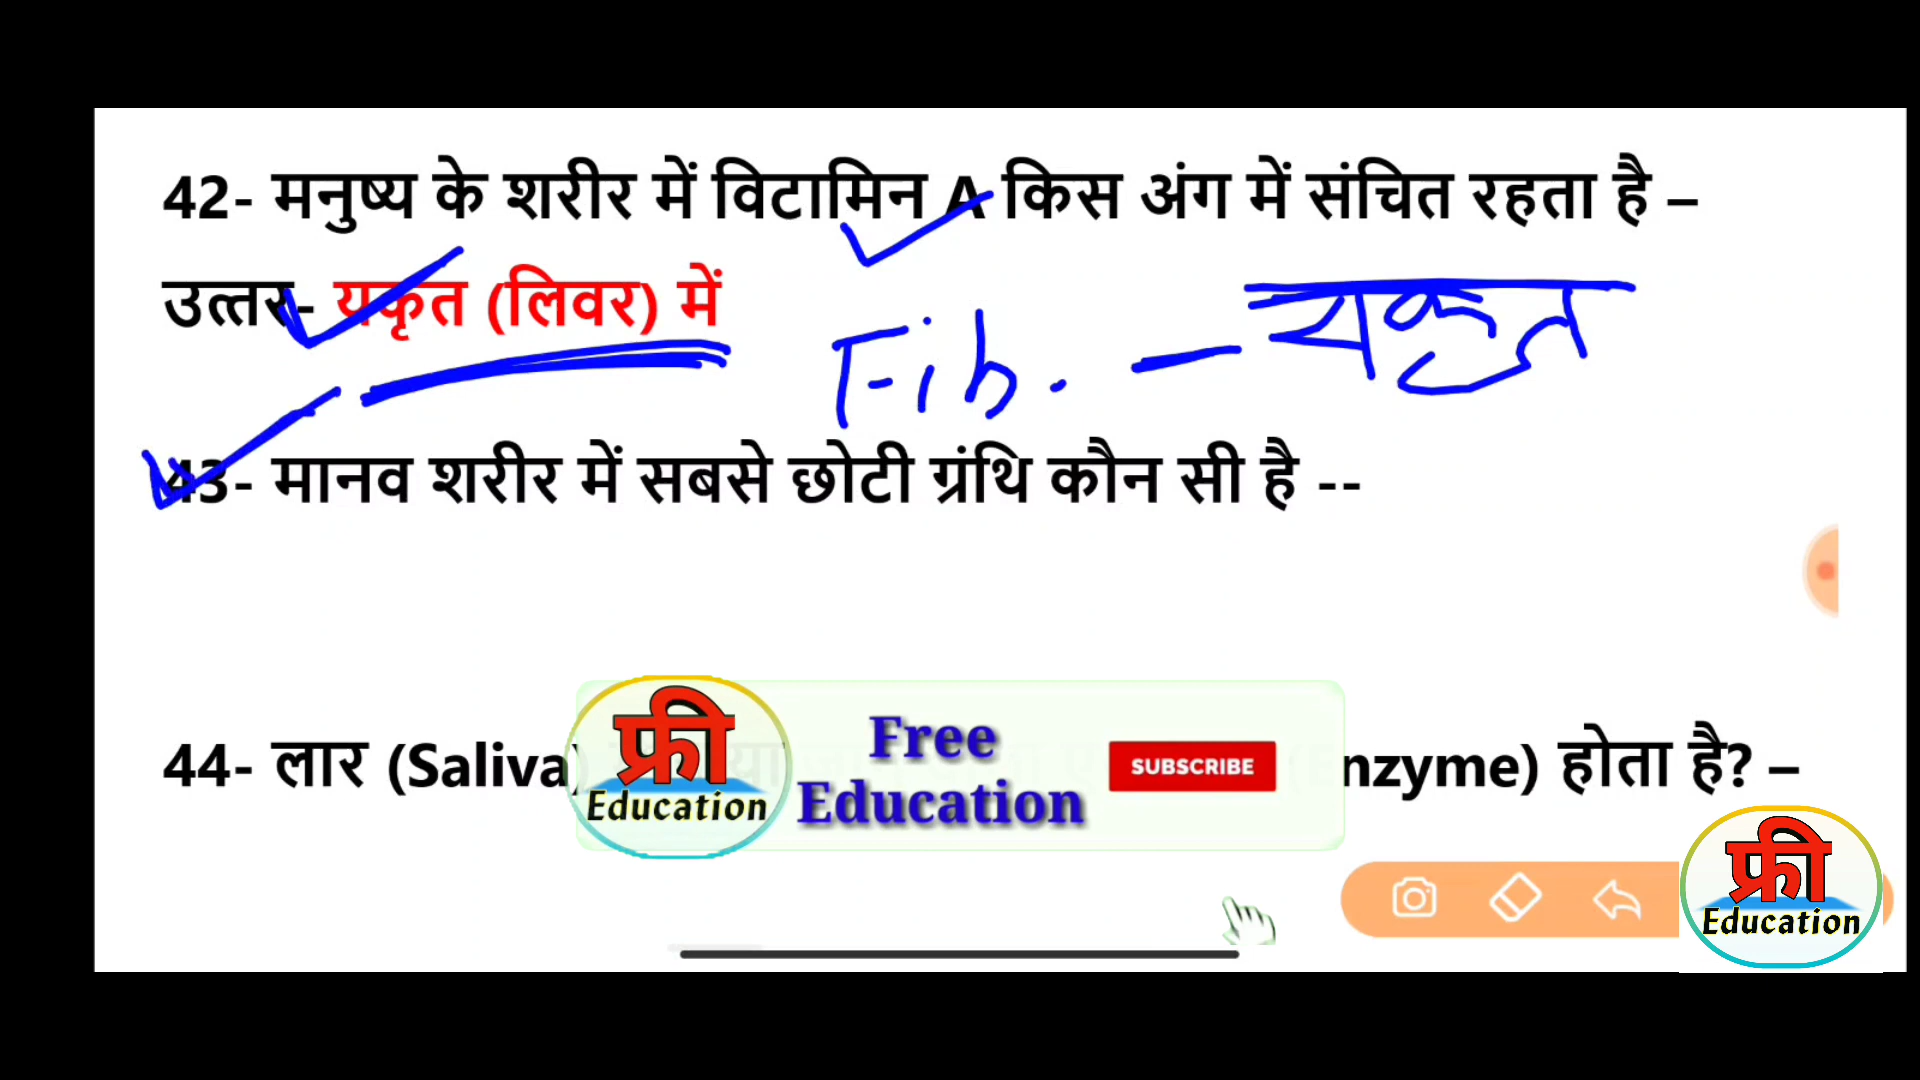 42- मनुष्य के शरीर में विटामिन A किस अंग में संचित रहता है –
उत्तर- यकृत (लिवर) में
Fib. – यकृत
43- मानव शरीर में सबसे छोटी ग्रंथि कौन सी है --
44- लार (Saliva) nzyme) होता है? –
फ्री
Education
Free
Education
SUBSCRIBE
फ्री
Education